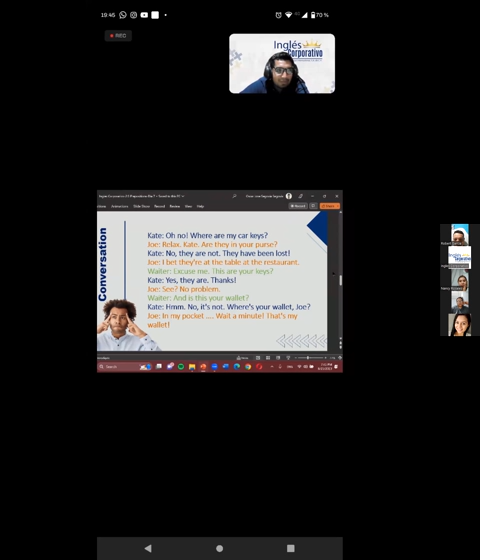 19:45
70 %
REC
Inglés
Corporativo
Animations Slide Show Record Review View Help
Record
Conversation
Kate: Oh no! Where are my car keys?
Joe: Relax. Kate. Are they in your purse?
Kate: No, they are not. They have been lost!
Joe: I bet they're at the table at the restaurant.
Waiter: Excuse me. This are your keys?
Kate: Yes, they are. Thanks!
Joe: See? No problem.
Waiter: And is this your wallet?
Kate: Hmm. No, it's not. Where's your wallet, Joe?
Joe: In my pocket .... Wait a minute! That's my
wallet!
Search